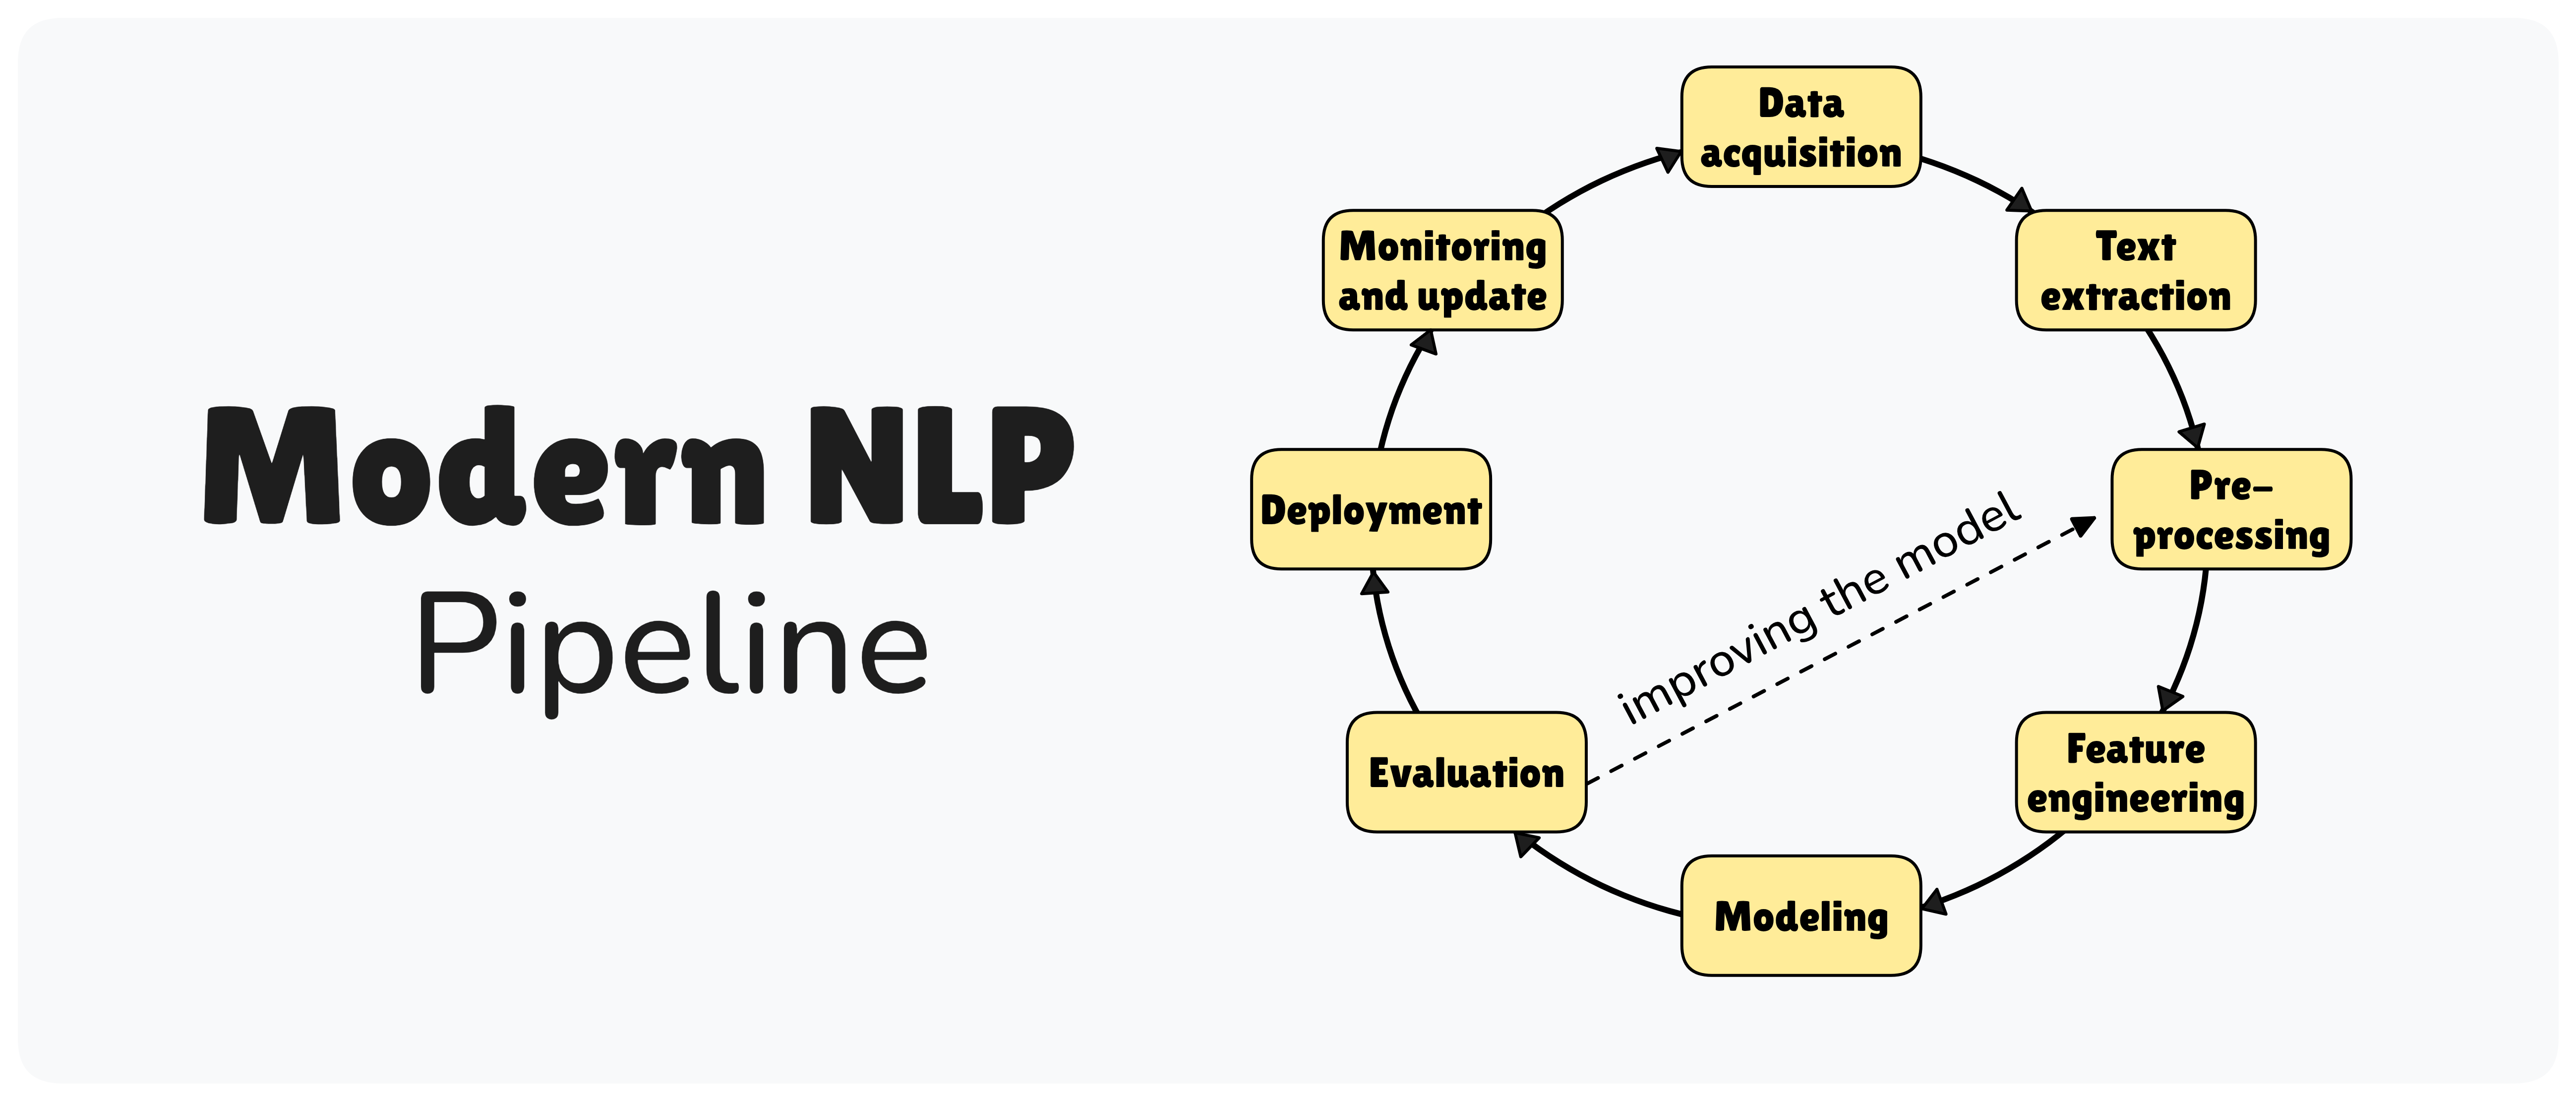 Modern NLP
Pipeline
Data
acquisition
Text
extraction
Pre-
processing
Feature
engineering
Modeling
Evaluation
Deployment
Monitoring
and update
improving the model